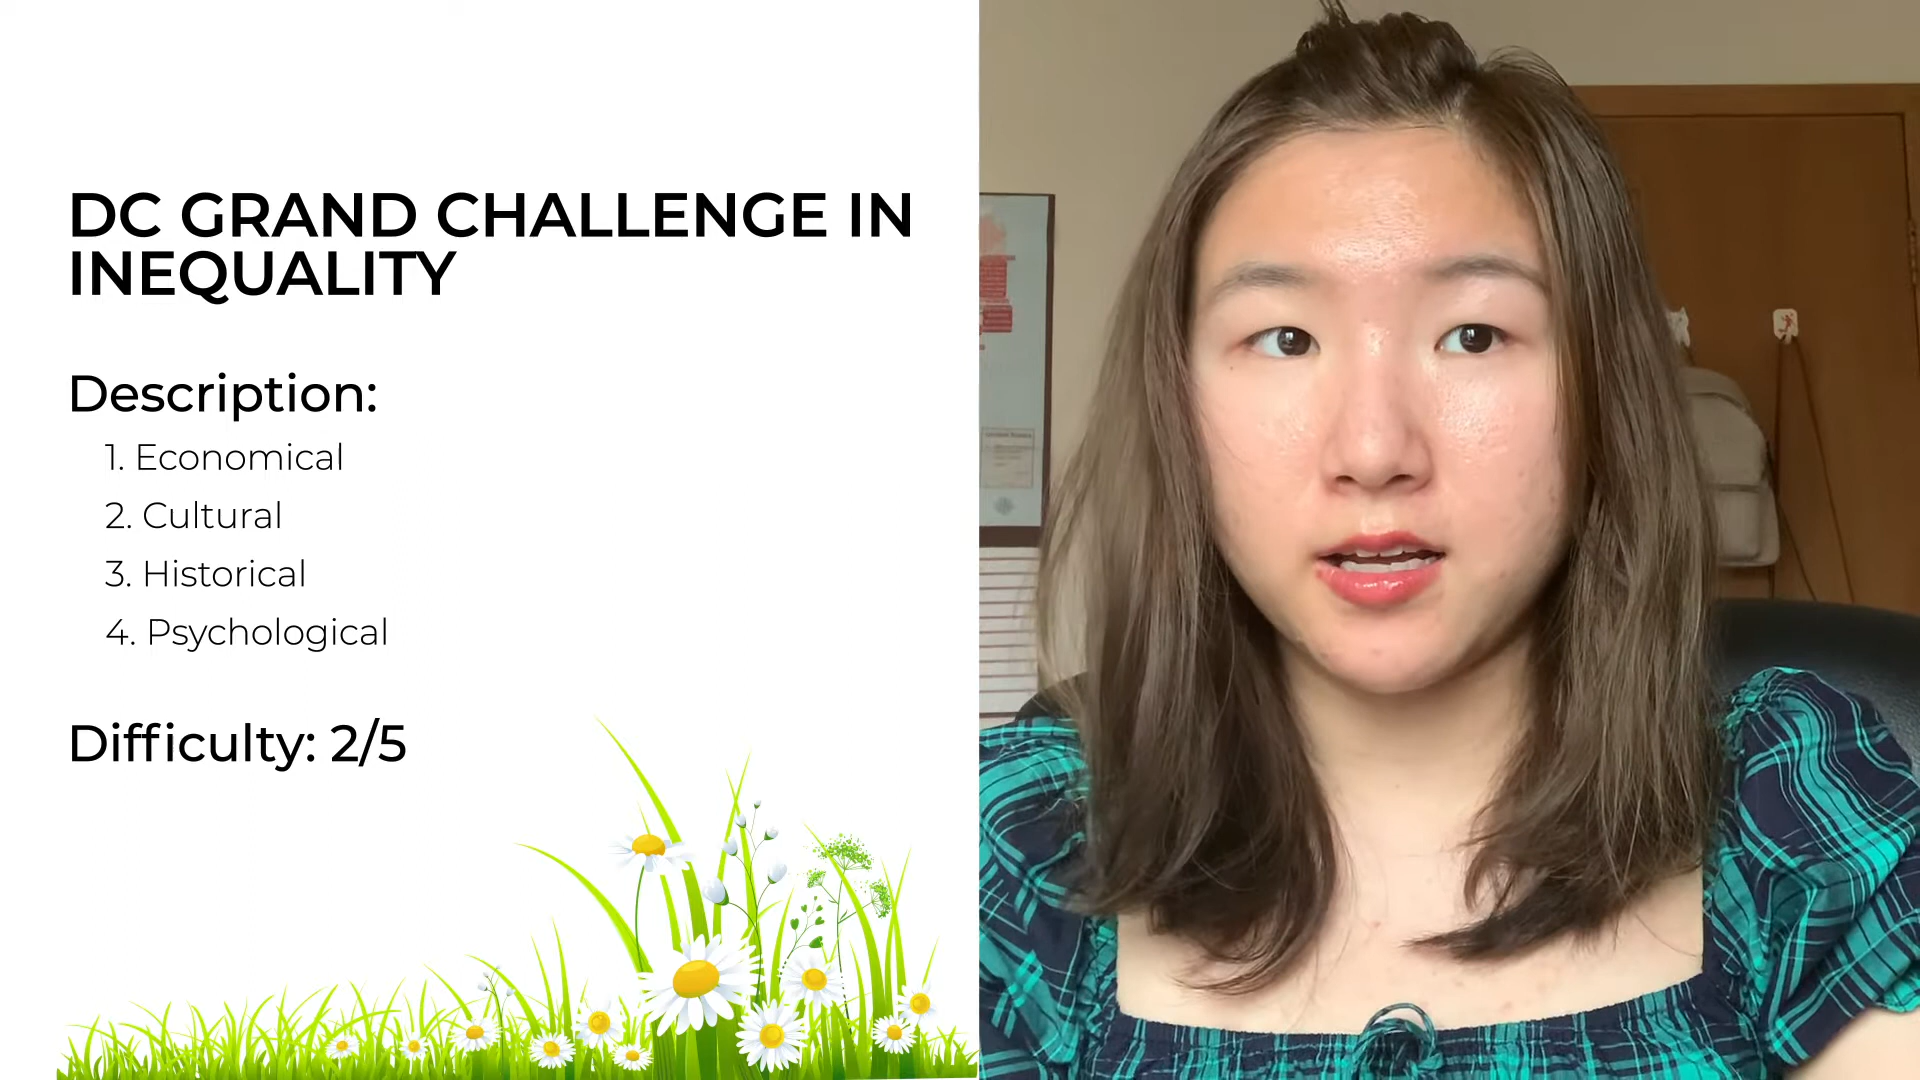 DC GRAND CHALLENGE IN
INEQUALITY
Description:
1. Economical
2. Cultural
3. Historical
4. Psychological
Difficulty: 2/5